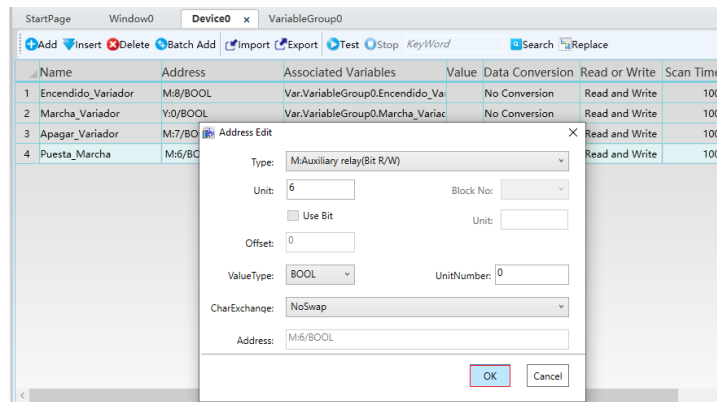 StartPage Window0 Device0 x VariableGroup0
Add Insert Delete Batch Add Import Export Test Stop KeyWord Search Replace
Name Address Associated Variables Value Data Conversion Read or Write Scan Time
1 Encendido_Variador M:8/BOOL Var.VariableGroup0.Encendido_Va No Conversion Read and Write 100
2 Marcha_Variador Y:0/BOOL Var.VariableGroup0.Marcha_Variac No Conversion Read and Write 100
3 Apagar_Variador M:7/BO Read and Write 100
4 Puesta_Marcha M:6/BO Read and Write 100
Address Edit
Type: M:Auxiliary relay(Bit R/W)
Unit: 6 Block No:
Use Bit Unit:
Offset: 0
ValueType: BOOL UnitNumber: 0
CharExchange: NoSwap
Address: M:6/BOOL
OK Cancel